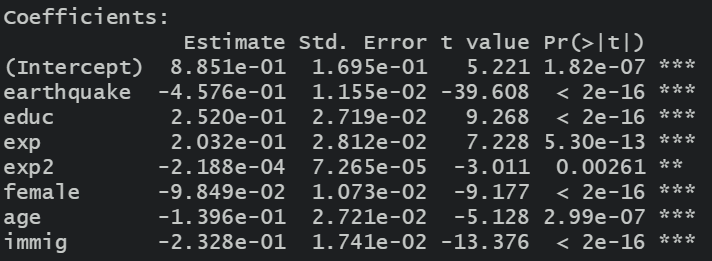 Coefficients:
Estimate Std. Error t value Pr(>|t|)
(Intercept) 8.851e-01 1.695e-01 5.221 1.82e-07 ***
earthquake -4.576e-01 1.155e-02 -39.608 < 2e-16 ***
educ 2.520e-01 2.719e-02 9.268 < 2e-16 ***
exp 2.032e-01 2.812e-02 7.228 5.30e-13 ***
exp2 -2.188e-04 7.265e-05 -3.011 0.00261 **
female -9.849e-02 1.073e-02 -9.177 < 2e-16 ***
age -1.396e-01 2.721e-02 -5.128 2.99e-07 ***
immig -2.328e-01 1.741e-02 -13.376 < 2e-16 ***